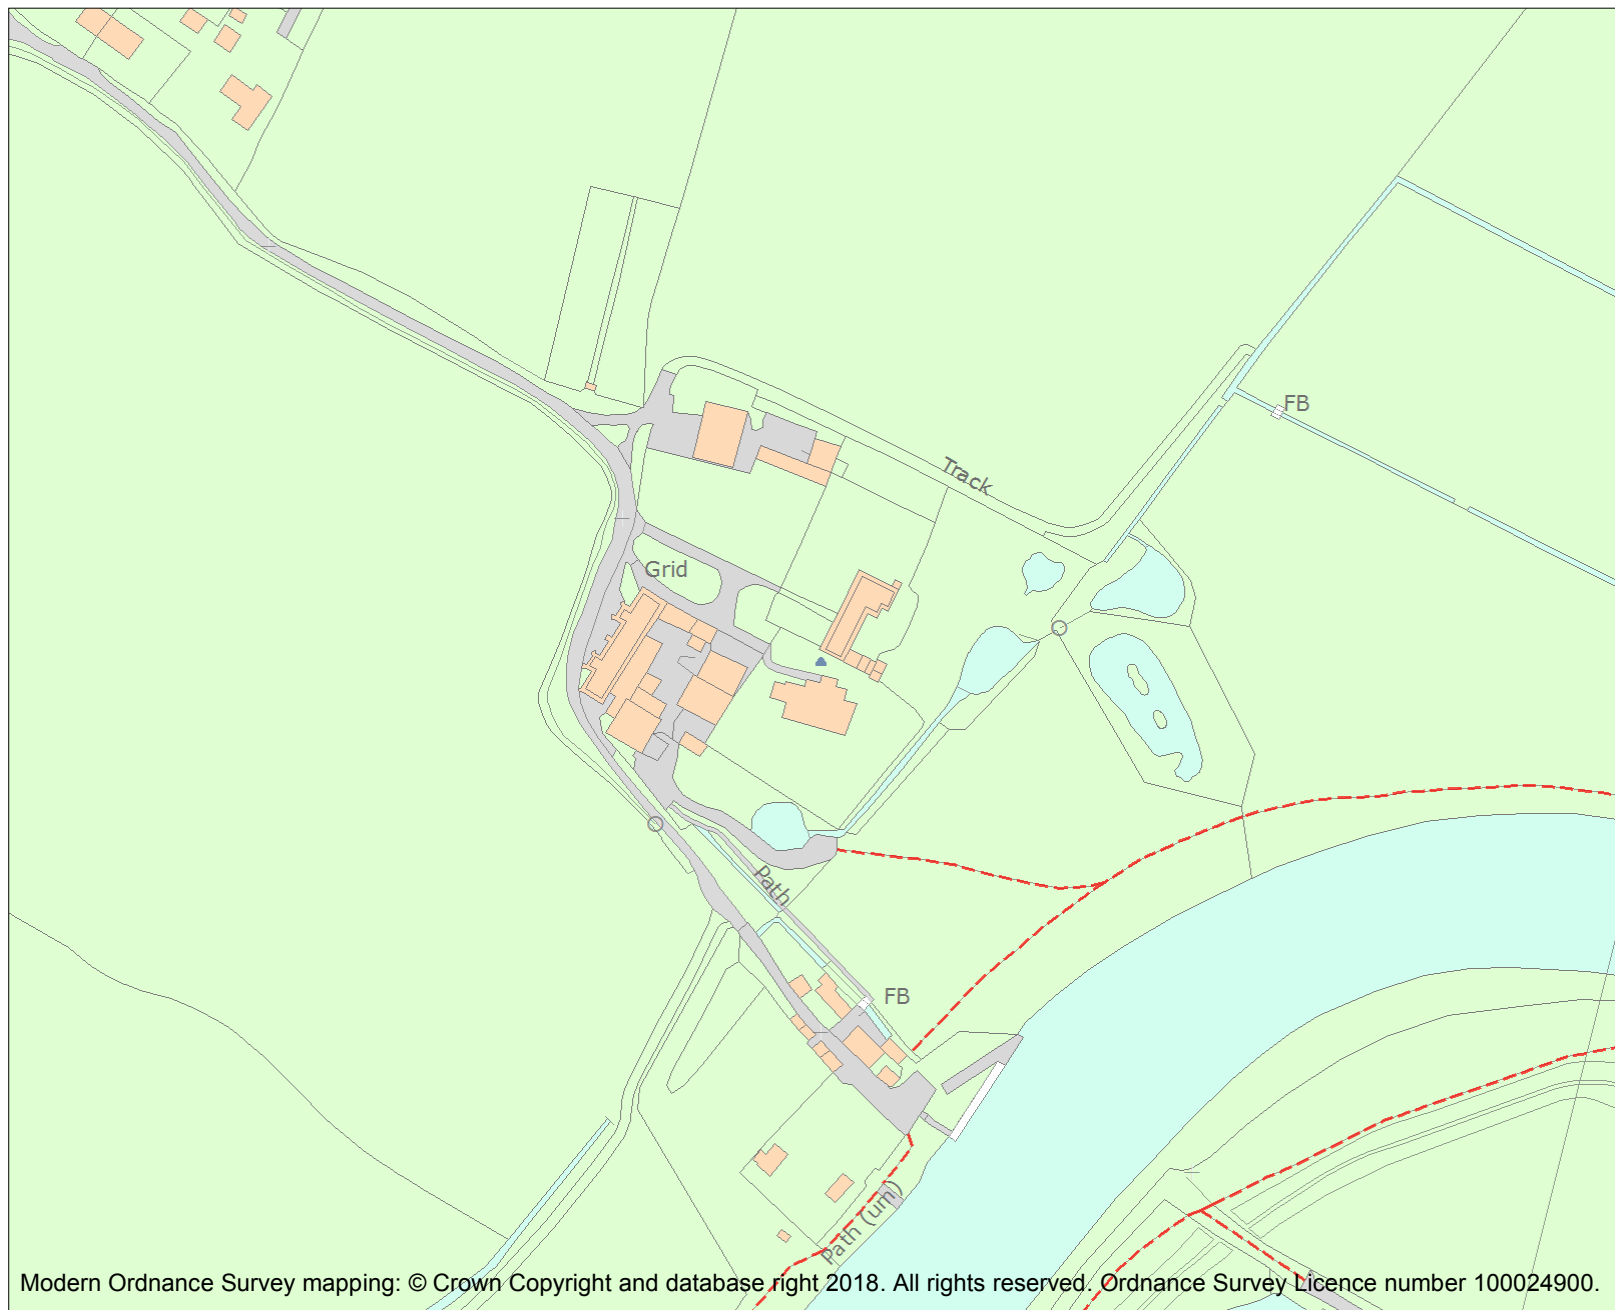 FB
Track
Grid
Path
FB
Path (um)
Modern Ordnance Survey mapping: © Crown Copyright and database right 2018. All rights reserved. Ordnance Survey Licence number 100024900.